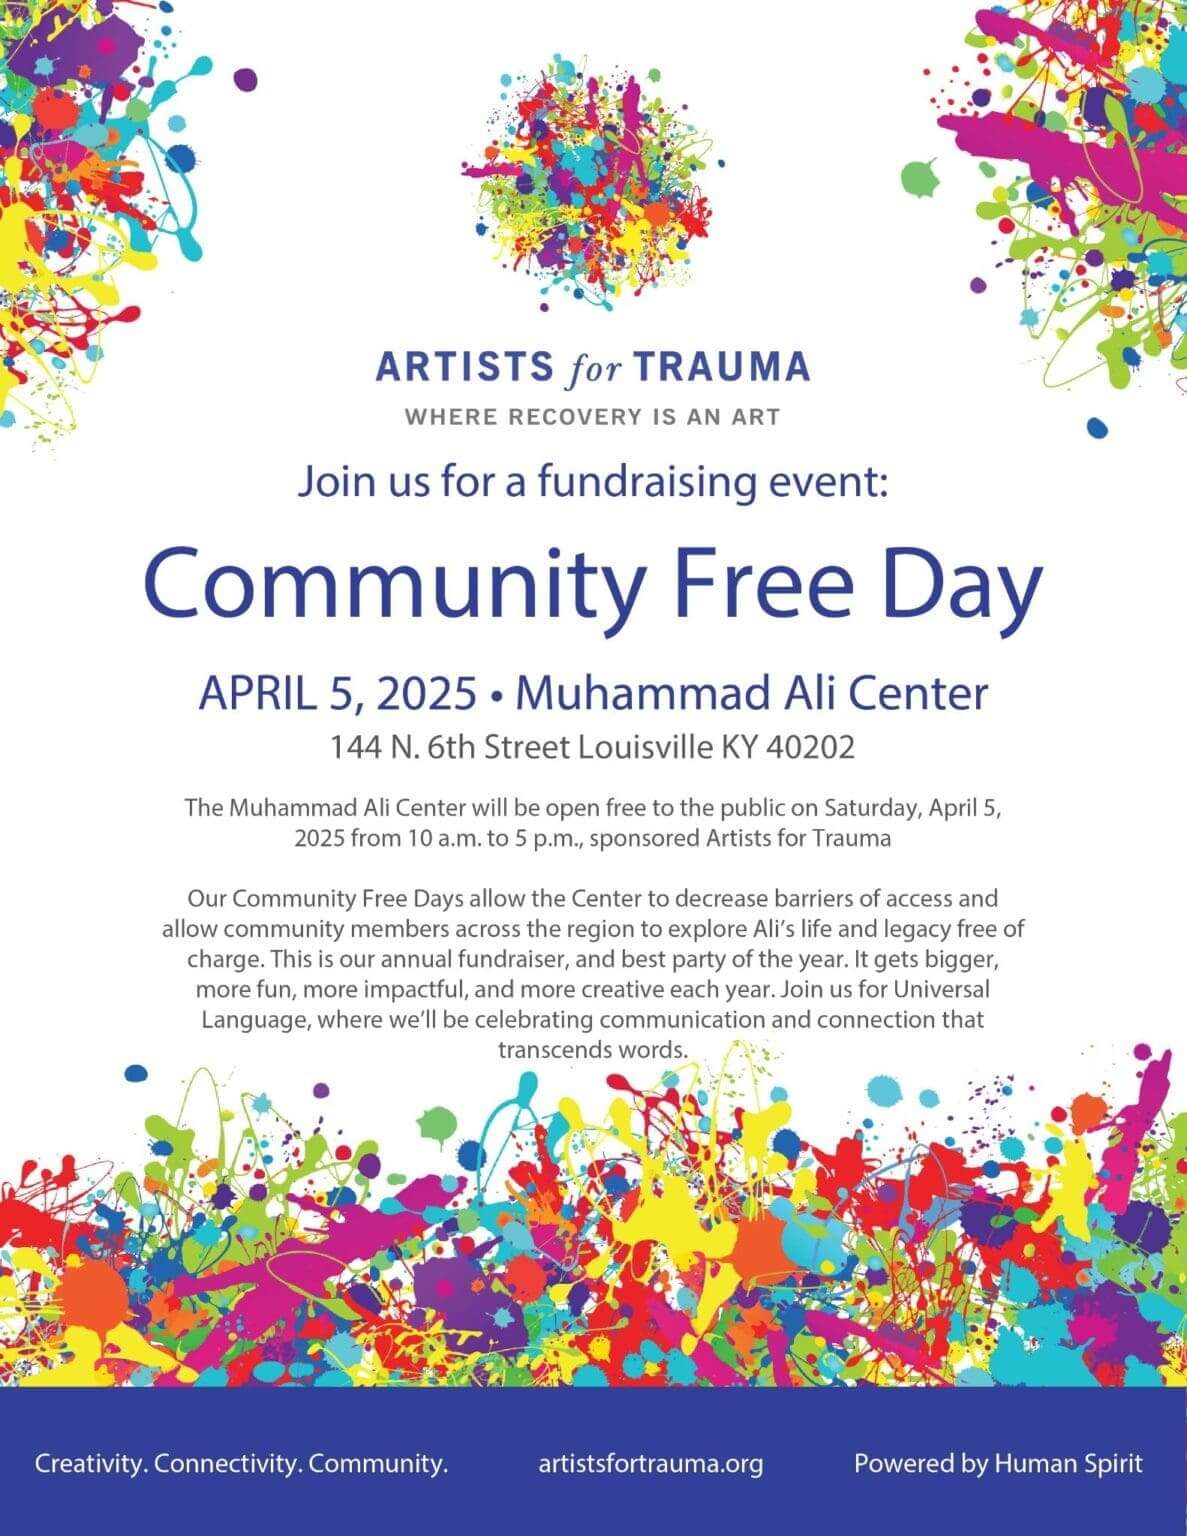 ARTISTS for TRAUMA
WHERE RECOVERY IS AN ART
Join us for a fundraising event:
Community Free Day
APRIL 5, 2025 • Muhammad Ali Center
144 N. 6th Street Louisville KY 40202
The Muhammad Ali Center will be open free to the public on Saturday, April 5,
2025 from 10 a.m. to 5 p.m., sponsored Artists for Trauma
Our Community Free Days allow the Center to decrease barriers of access and
allow community members across the region to explore Ali's life and legacy free of
charge. This is our annual fundraiser, and best party of the year. It gets bigger,
more fun, more impactful, and more creative each year. Join us for Universal
Language, where we'll be celebrating communication and connection that
transcends words.
Creativity. Connectivity. Community. artistsfortrauma.org Powered by Human Spirit